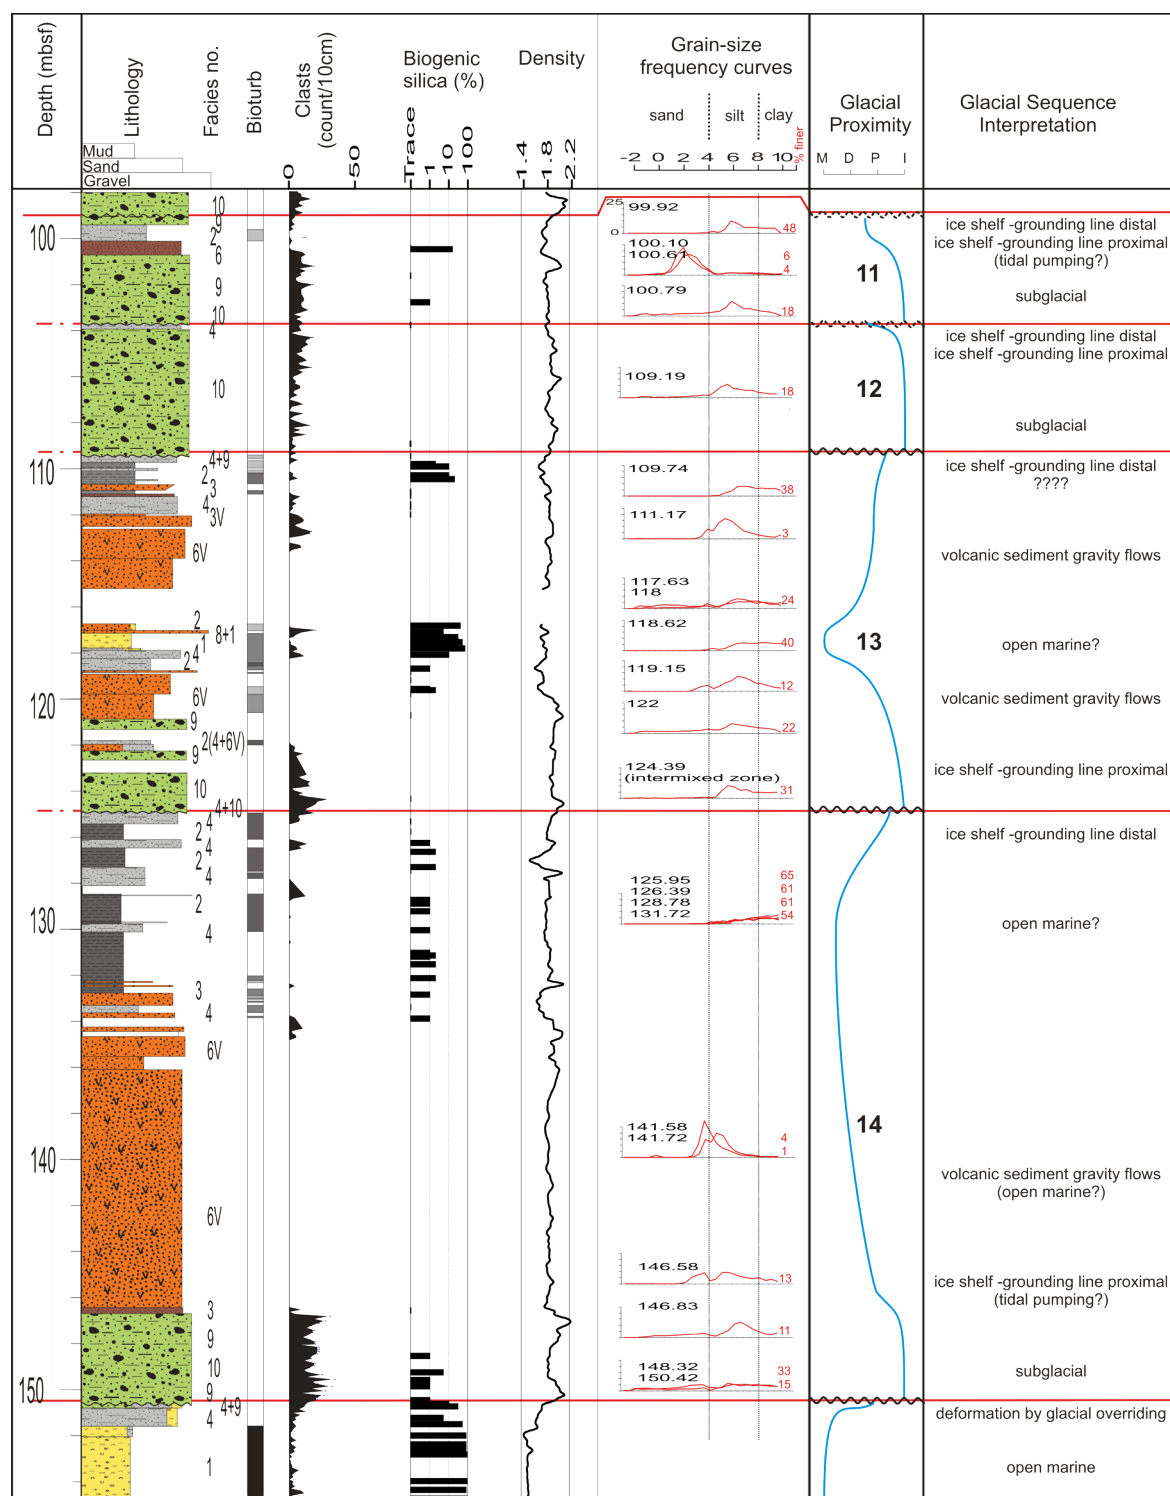 Depth (mbsf)
Lithology
Facies no.
Bioturb
Clasts
(count/10cm)
Biogenic
silica (%)
Density
Grain-size
frequency curves
sand
silt
clay
% finer
Glacial
Proximity
Glacial Sequence
Interpretation
Mud
Sand
Gravel
0
50
Trace
1
10
100
1.4
1.8
2.2
-2 0 2 4 6 8 10
M D P I
10
9
2
6
9
10
4
10
4+9
2
3
4
3V
6V
2
8+1
1
4
2
6V
9
2(4+6V)
9
10
4+10
4
2
4
2
4
2
4
3
4
6V
6V
3
9
10
9
4+9
4
1
100
110
120
130
140
150
25
0
99.92
48
100.10
100.61
6
4
100.79
18
109.19
18
109.74
38
111.17
3
117.63
118
24
118.62
40
119.15
12
122
22
124.39
(intermixed zone)
31
125.95
126.39
128.78
131.72
65
61
61
54
141.58
141.72
4
1
146.58
13
146.83
11
148.32
150.42
33
15
11
12
13
14
ice shelf -grounding line distal
ice shelf -grounding line proximal
(tidal pumping?)
subglacial
ice shelf -grounding line distal
ice shelf -grounding line proximal
subglacial
ice shelf -grounding line distal
????
volcanic sediment gravity flows
open marine?
volcanic sediment gravity flows
ice shelf -grounding line proximal
ice shelf -grounding line distal
open marine?
volcanic sediment gravity flows
(open marine?)
ice shelf -grounding line proximal
(tidal pumping?)
subglacial
deformation by glacial overriding
open marine